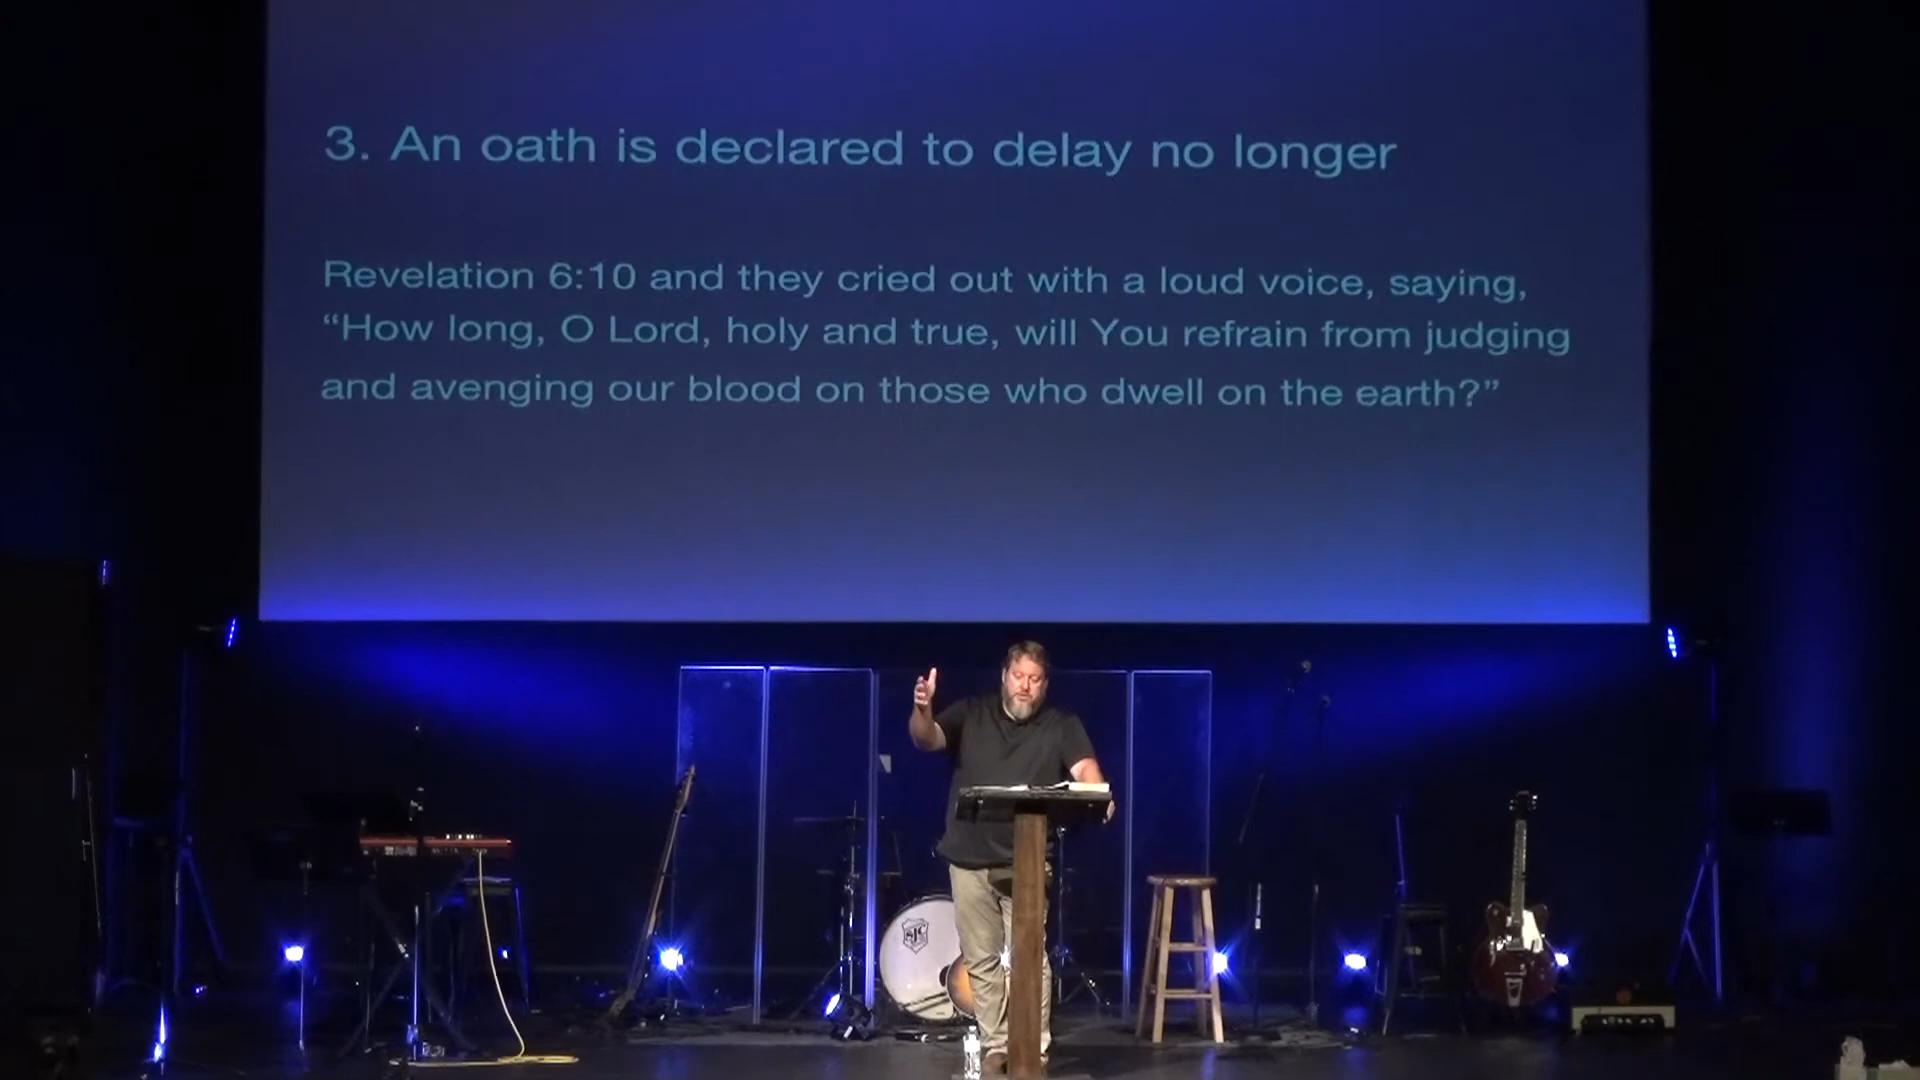 3. An oath is declared to delay no longer
Revelation 6:10 and they cried out with a loud voice, saying,
“How long, O Lord, holy and true, will You refrain from judging
and avenging our blood on those who dwell on the earth?”
SJC